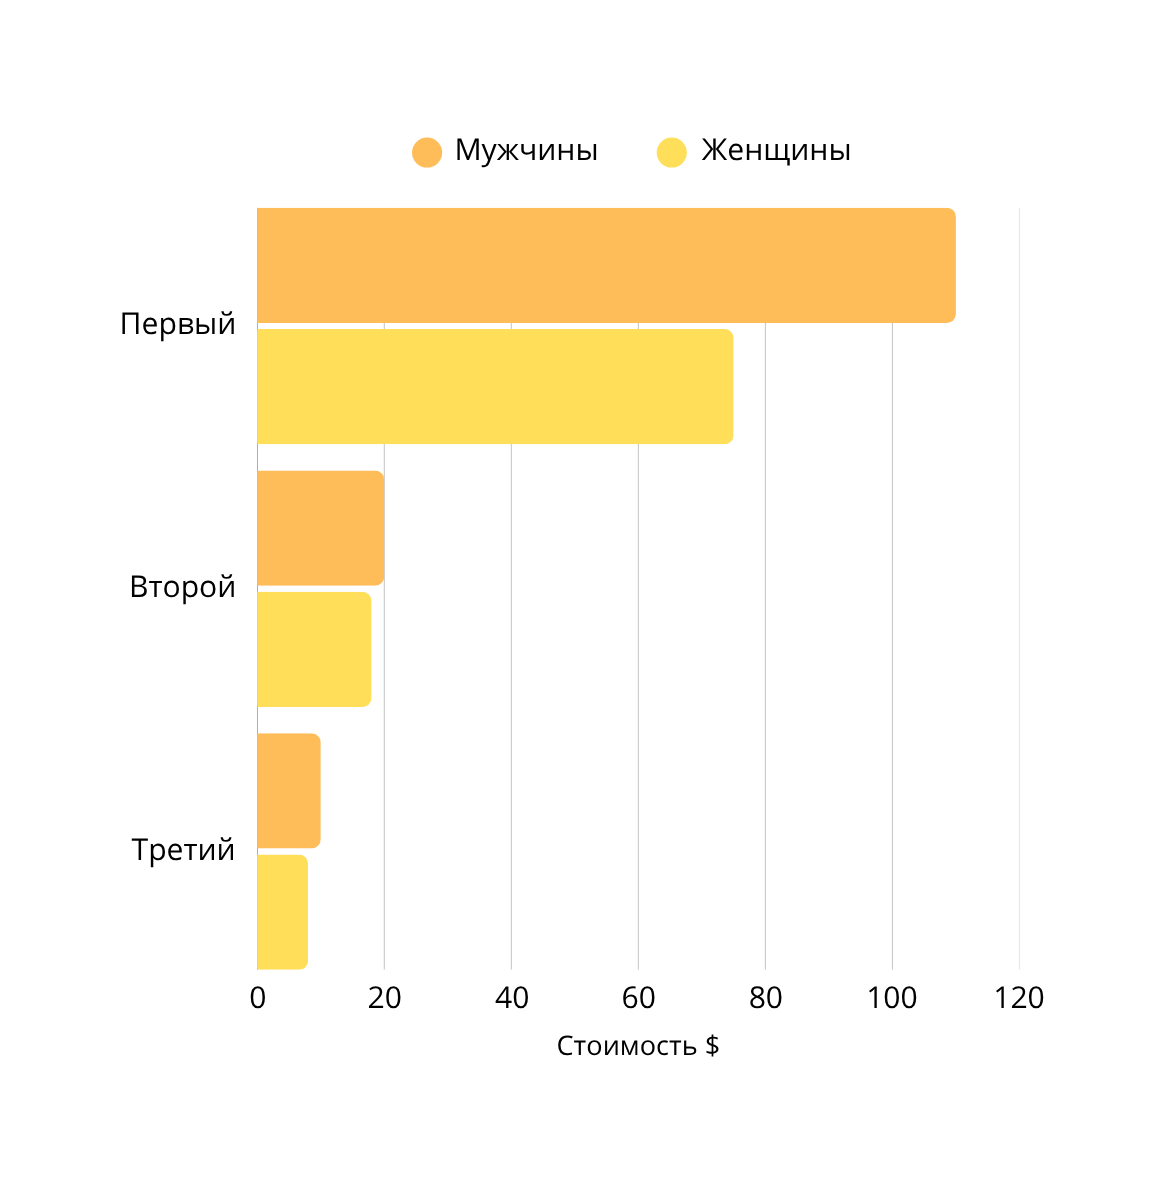 Мужчины Женщины
Первый
Второй
Третий
0 20 40 60 80 100 120
Стоимость $